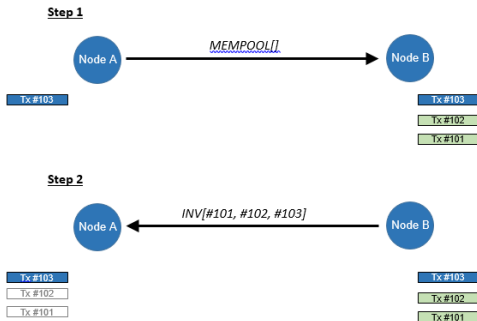 Step 1
MEMPOOL[]
Node A
Node B
Tx #103
Tx #103
Tx #102
Tx #101
Step 2
INV[#101, #102, #103]
Node A
Node B
Tx #103
Tx #102
Tx #101
Tx #103
Tx #102
Tx #101